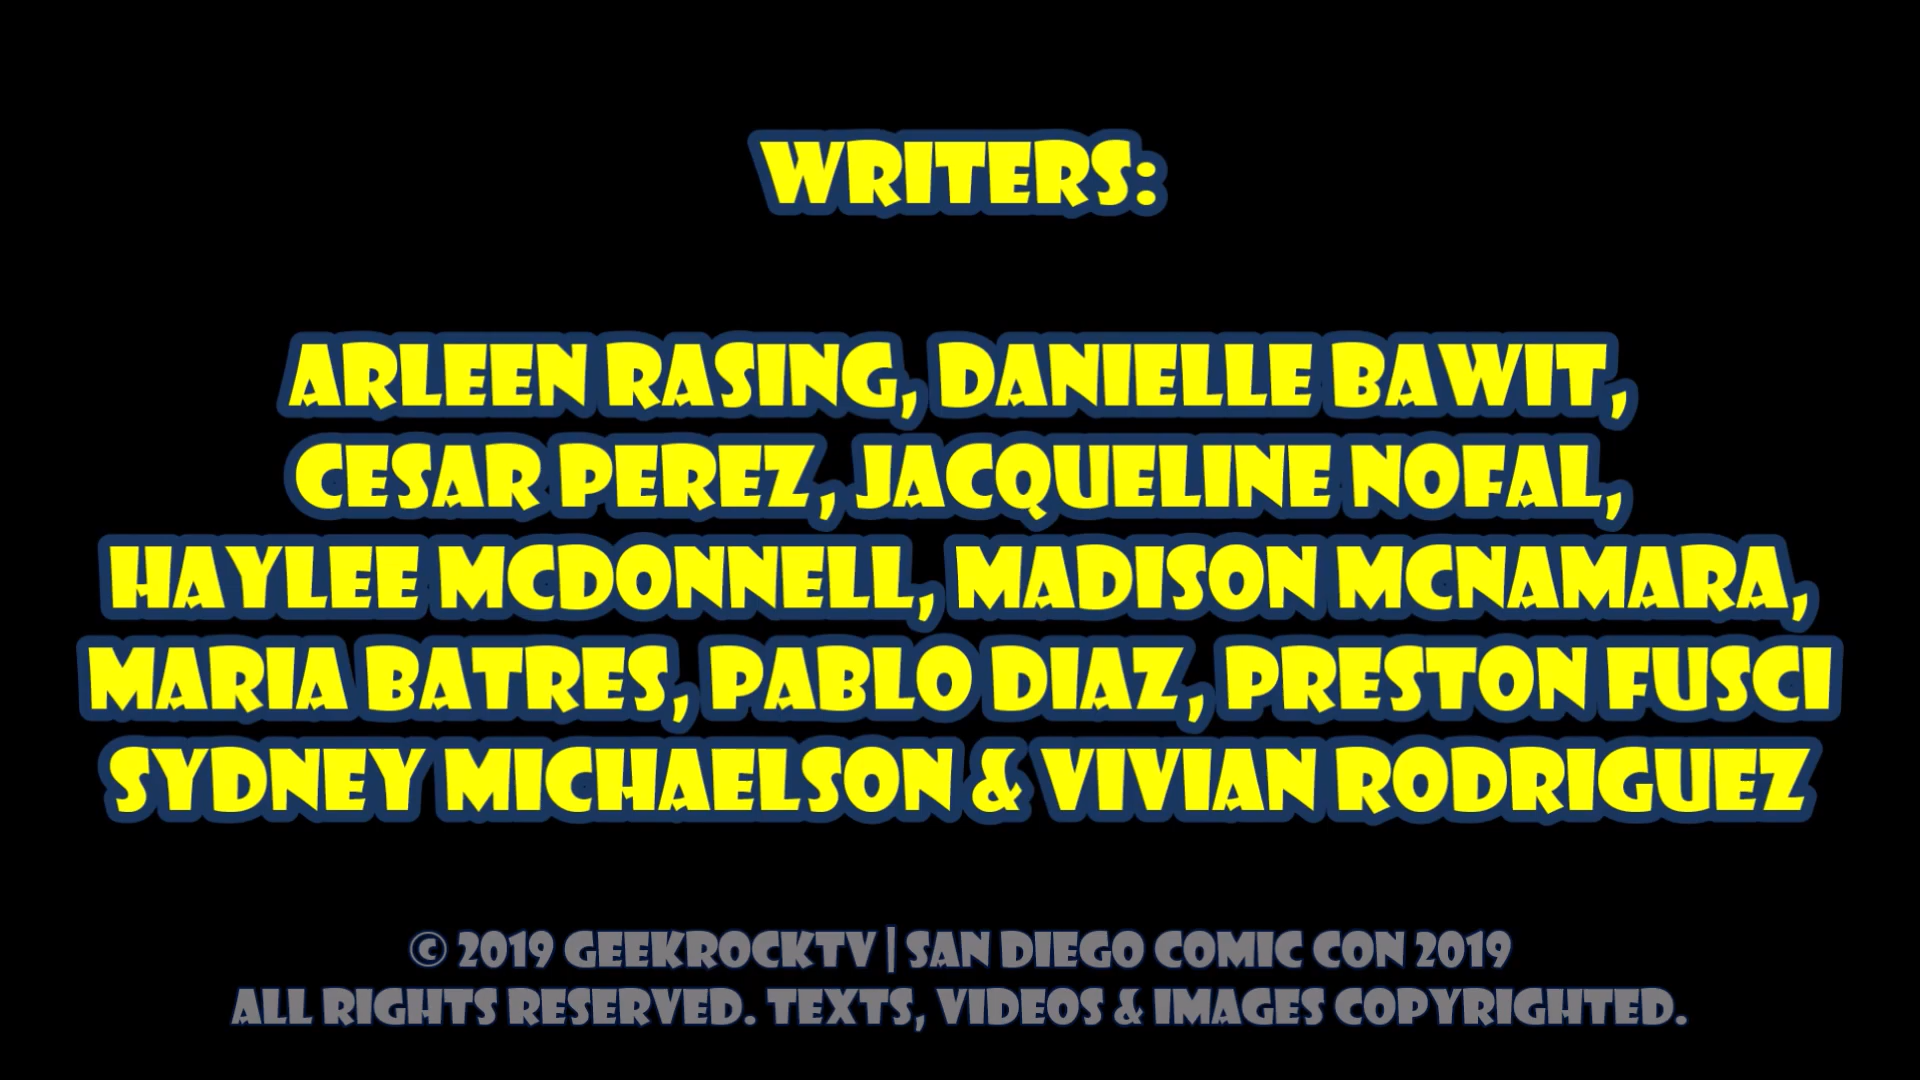 WRITERS:
ARLEEN RASING, DANIELLE BAWIT,
CESAR PEREZ, JACQUELINE NOFAL,
HAYLEE MCDONNELL, MADISON MCNAMARA,
MARIA BATRES, PABLO DIAZ, PRESTON FUSCI
SYDNEY MICHAELSON & VIVIAN RODRIGUEZ
© 2019 GEEKROCKTV | SAN DIEGO COMIC CON 2019
ALL RIGHTS RESERVED. TEXTS, VIDEOS & IMAGES COPYRIGHTED.